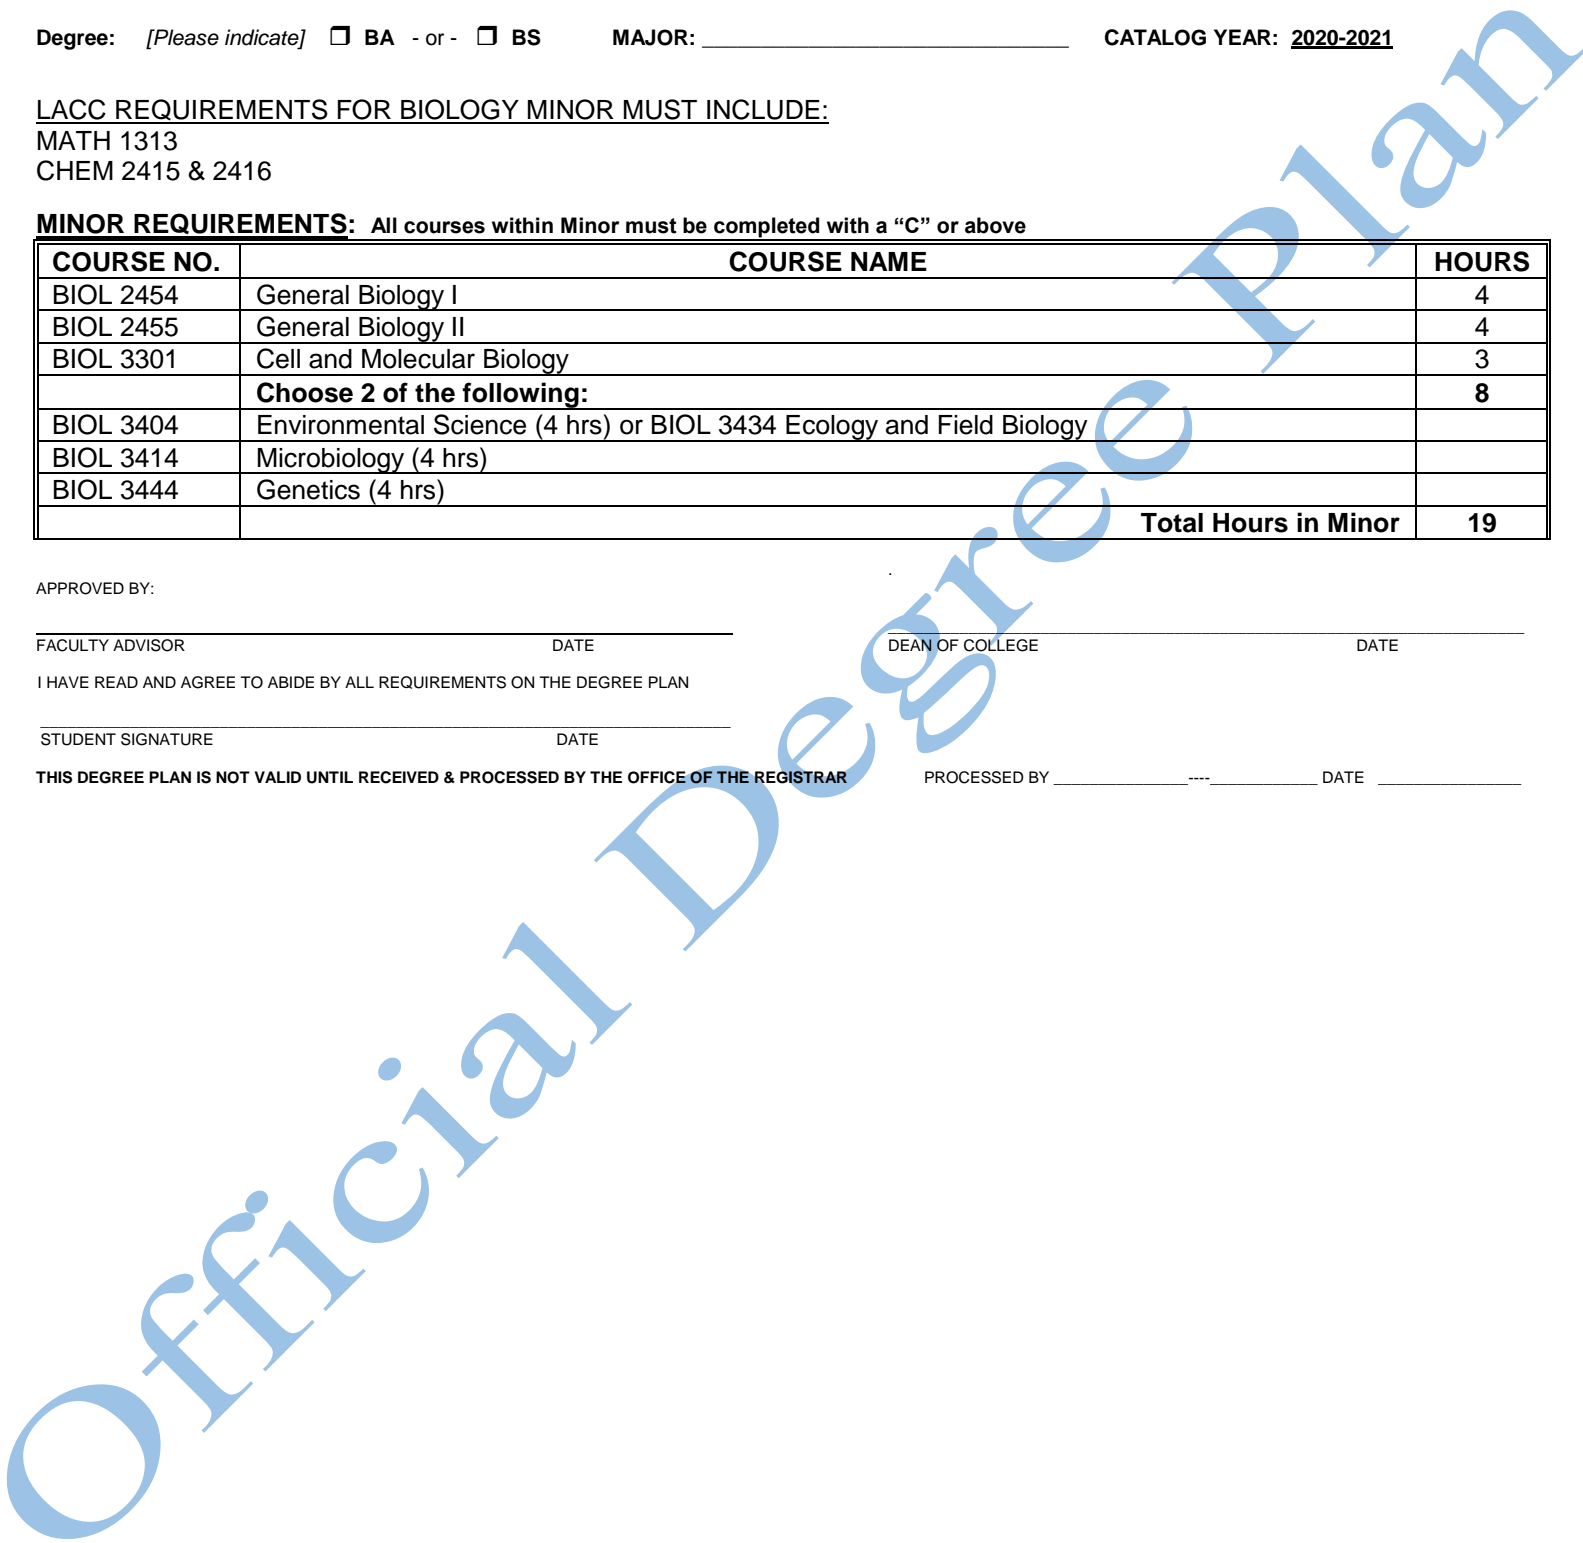 Degree: [Please indicate] ❒ BA - or - ❒ BS MAJOR: ______________________________ CATALOG YEAR: 2020-2021
LACC REQUIREMENTS FOR BIOLOGY MINOR MUST INCLUDE:
MATH 1313
CHEM 2415 & 2416
MINOR REQUIREMENTS: All courses within Minor must be completed with a “C” or above
COURSE NO. COURSE NAME HOURS
BIOL 2454 General Biology I 4
BIOL 2455 General Biology II 4
BIOL 3301 Cell and Molecular Biology 3
Choose 2 of the following: 8
BIOL 3404 Environmental Science (4 hrs) or BIOL 3434 Ecology and Field Biology
BIOL 3414 Microbiology (4 hrs)
BIOL 3444 Genetics (4 hrs)
Total Hours in Minor 19
.
APPROVED BY:
FACULTY ADVISOR DATE DEAN OF COLLEGE DATE
I HAVE READ AND AGREE TO ABIDE BY ALL REQUIREMENTS ON THE DEGREE PLAN
STUDENT SIGNATURE DATE
THIS DEGREE PLAN IS NOT VALID UNTIL RECEIVED & PROCESSED BY THE OFFICE OF THE REGISTRAR PROCESSED BY _______________----____________ DATE ________________
Official Degree Plan